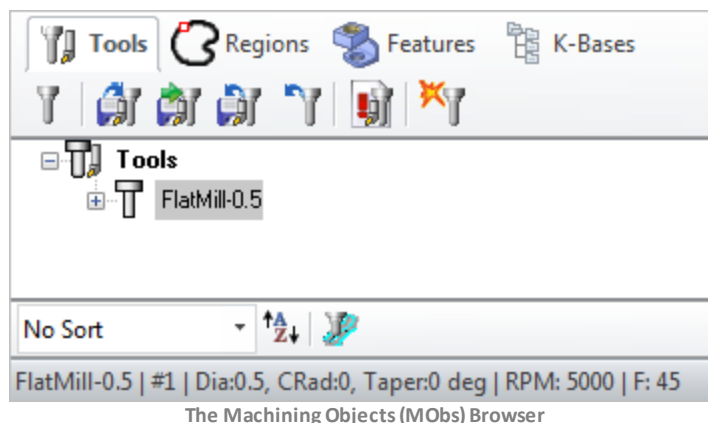 Tools Regions Features K-Bases
Tools
FlatMill-0.5
No Sort
FlatMill-0.5 | #1 | Dia:0.5, CRad:0, Taper:0 deg | RPM: 5000 | F: 45
The Machining Objects (MObs) Browser